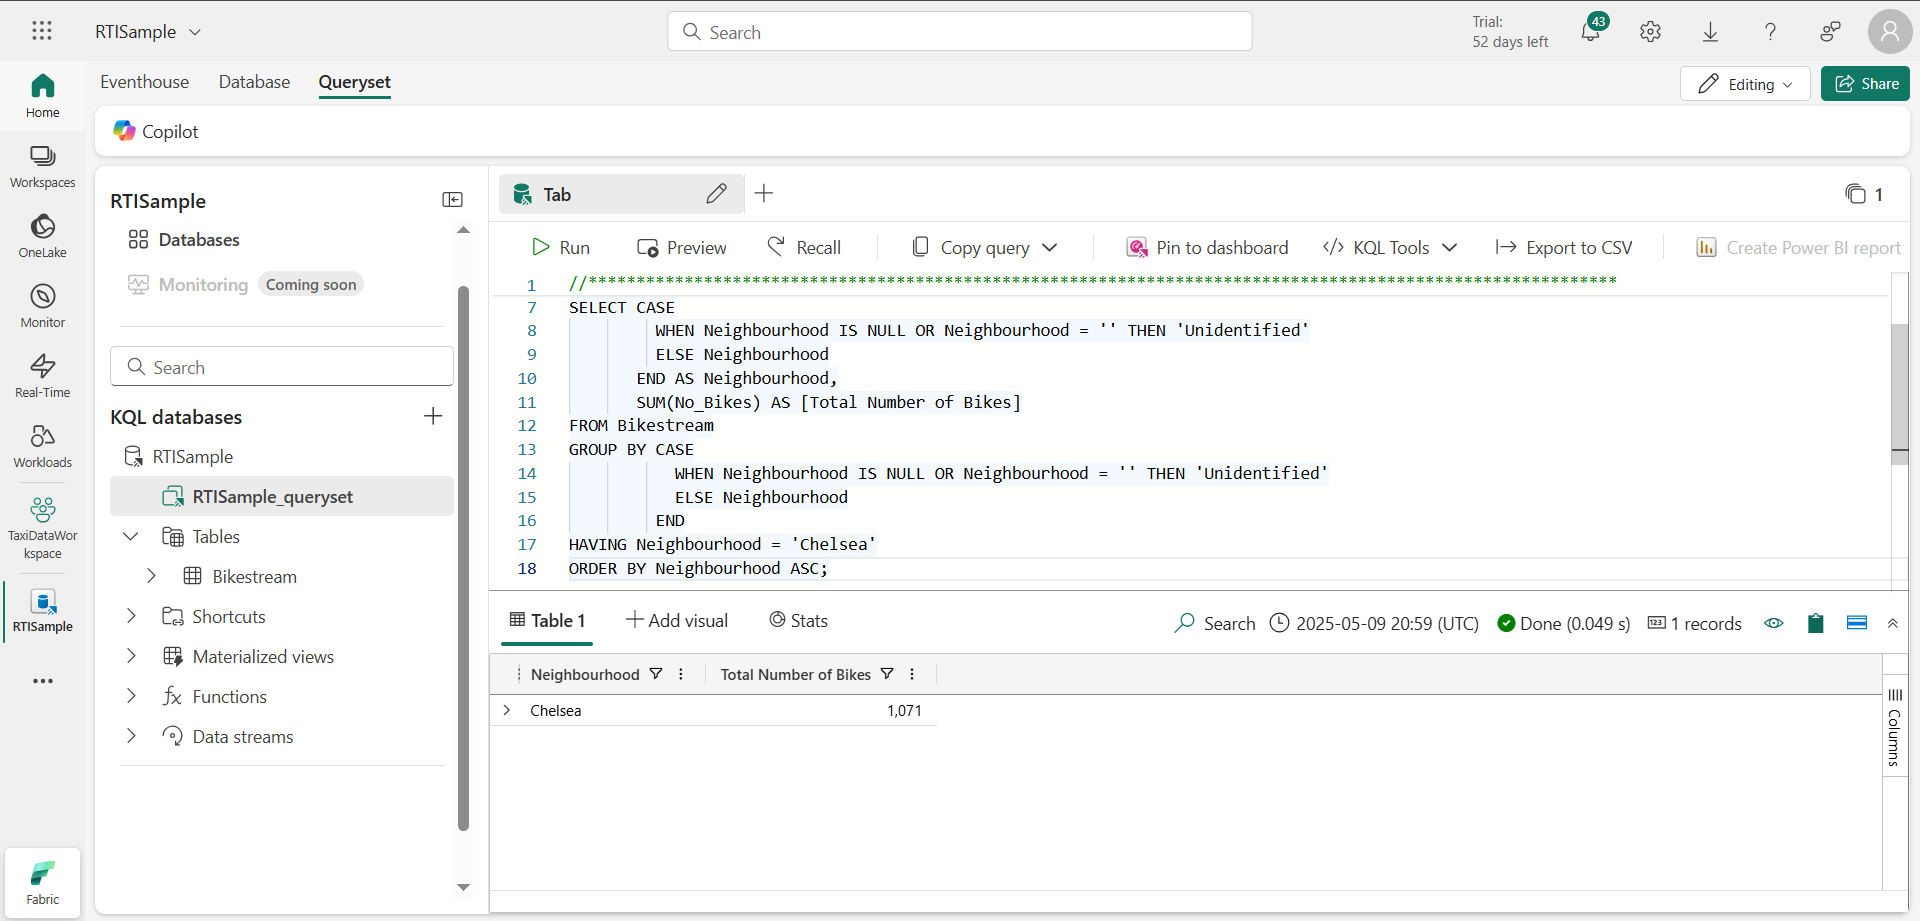 RTISample
Search
Trial:
52 days left
43
Home
Workspaces
OneLake
Monitor
Real-Time
Workloads
TaxiDataWor
kspace
RTISample
Fabric
Eventhouse Database Queryset
Editing
Share
Copilot
RTISample
Databases
Monitoring Coming soon
Search
KQL databases
RTISample
RTISample_queryset
Tables
Bikestream
Shortcuts
Materialized views
Functions
Data streams
Tab
1
Run Preview Recall Copy query Pin to dashboard KQL Tools Export to CSV Create Power BI report
1 //***********************************************************************************************************
7 SELECT CASE
8 WHEN Neighbourhood IS NULL OR Neighbourhood = '' THEN 'Unidentified'
9 ELSE Neighbourhood
10 END AS Neighbourhood,
11 SUM(No_Bikes) AS [Total Number of Bikes]
12 FROM Bikestream
13 GROUP BY CASE
14 WHEN Neighbourhood IS NULL OR Neighbourhood = '' THEN 'Unidentified'
15 ELSE Neighbourhood
16 END
17 HAVING Neighbourhood = 'Chelsea'
18 ORDER BY Neighbourhood ASC;
Table 1 Add visual Stats Search 2025-05-09 20:59 (UTC) Done (0.049 s) 1 records
Neighbourhood Total Number of Bikes
Chelsea 1,071
Columns